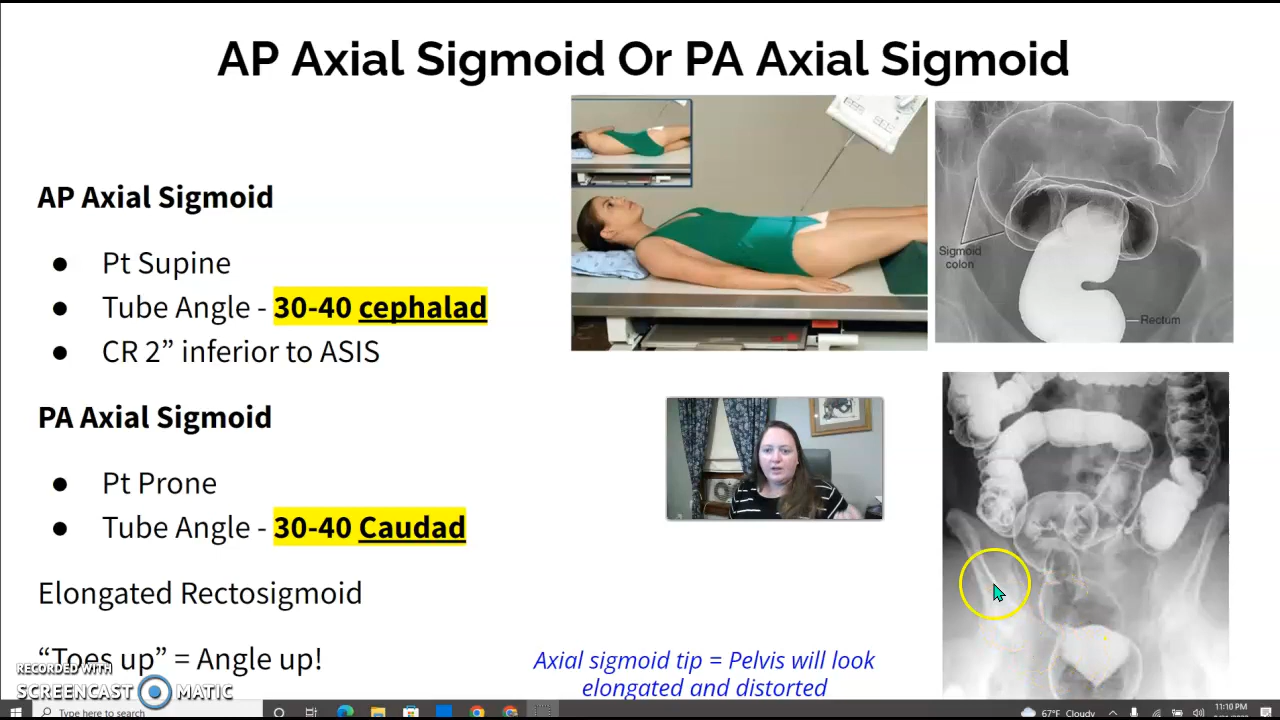 AP Axial Sigmoid Or PA Axial Sigmoid
AP Axial Sigmoid
● Pt Supine
● Tube Angle - 30-40 cephalad
● CR 2” inferior to ASIS
PA Axial Sigmoid
● Pt Prone
● Tube Angle - 30-40 Caudad
Elongated Rectosigmoid
“Toes up” = Angle up!
Sigmoid
colon
Rectum
Axial sigmoid tip = Pelvis will look
elongated and distorted
RECORDED WITH
SCREENCAST MATIC
Type here to search
67°F Cloudy
11:10 PM